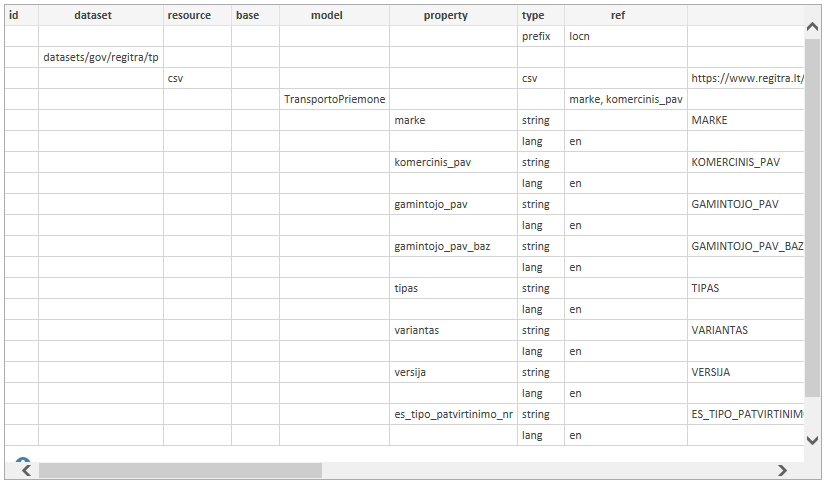 id dataset resource base model property type ref
prefix locn
datasets/gov/regitra/tp
csv csv https://www.regitra.lt/
TransportoPriemone marke, komercinis_pav
marke string MARKE
lang en
komercinis_pav string KOMERCINIS_PAV
lang en
gamintojo_pav string GAMINTOJO_PAV
lang en
gamintojo_pav_baz string GAMINTOJO_PAV_BAZ
lang en
tipas string TIPAS
lang en
variantas string VARIANTAS
lang en
versija string VERSIJA
lang en
es_tipo_patvirtinimo_nr string ES_TIPO_PATVIRTINIM
lang en